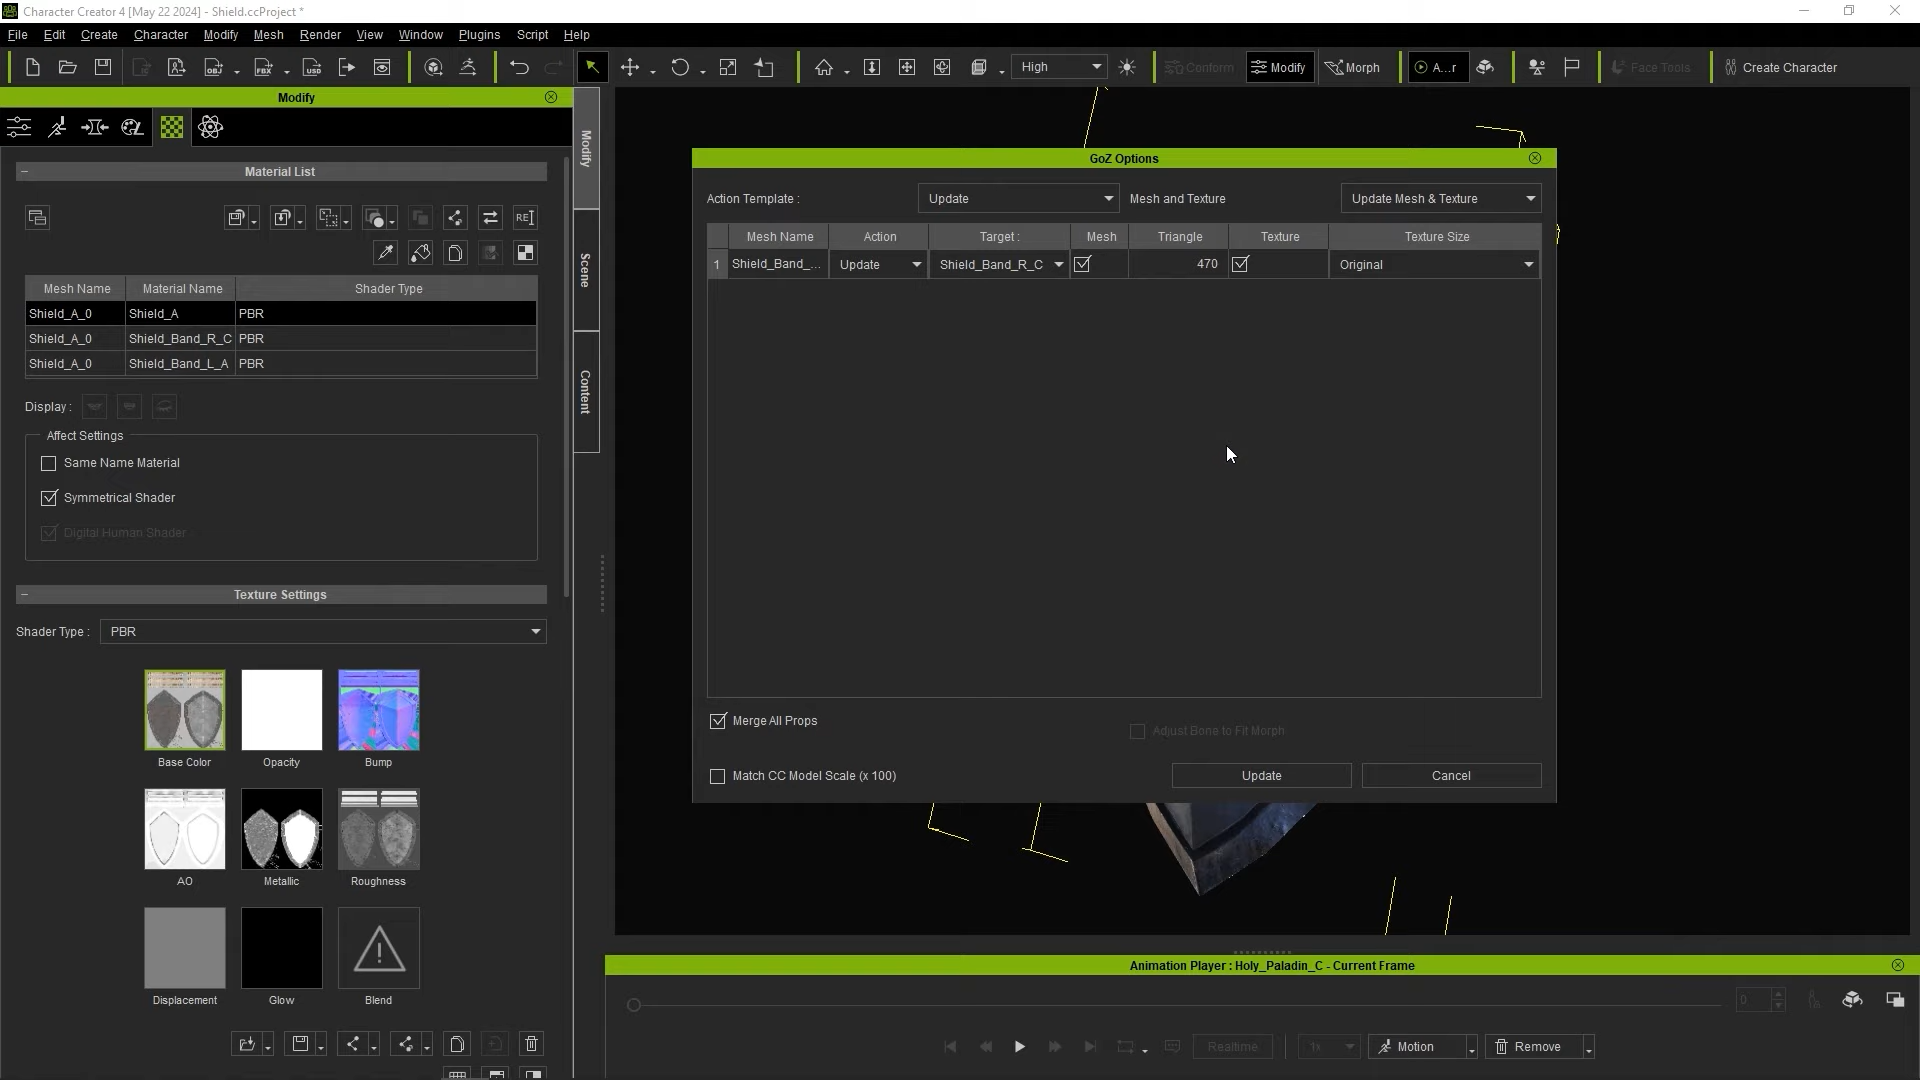 Character Creator 4 [May 22 2024] - Shield.ccProject *
File Edit Create Character Modify Mesh Render View Window Plugins Script Help
OBJ FBX USD High Conform Modify Morph A...r Face Tools Create Character
Modify
Modify
Scene
Content
Material List
RE
Mesh Name Material Name Shader Type
Shield_A_0 Shield_A PBR
Shield_A_0 Shield_Band_R_C PBR
Shield_A_0 Shield_Band_L_A PBR
Display :
Affect Settings
Same Name Material
Symmetrical Shader
Digital Human Shader
Texture Settings
Shader Type : PBR
Base Color Opacity Bump
AO Metallic Roughness
Displacement Glow Blend
GoZ Options
Action Template : Update Mesh and Texture Update Mesh & Texture
Mesh Name Action Target : Mesh Triangle Texture Texture Size
1 Shield_Band_... Update Shield_Band_R_C 470 Original
Merge All Props
Adjust Bone to Fit Morph
Match CC Model Scale (x 100)
Update Cancel
Animation Player : Holy_Paladin_C - Current Frame
0
Realtime 1x Motion Remove